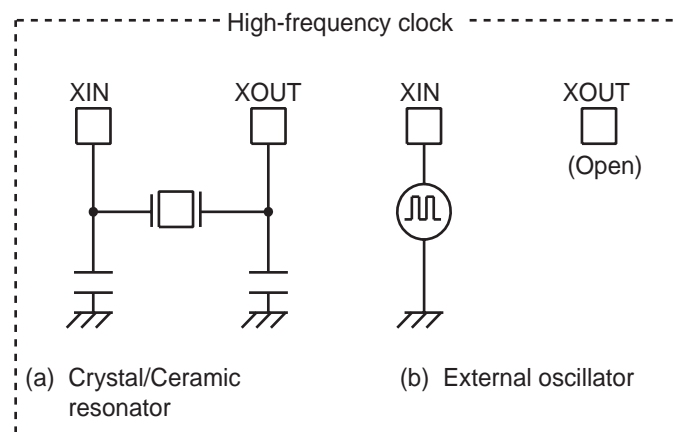 High-frequency clock
XIN
XOUT
XIN
XOUT
(Open)
(a) Crystal/Ceramic
resonator
(b) External oscillator